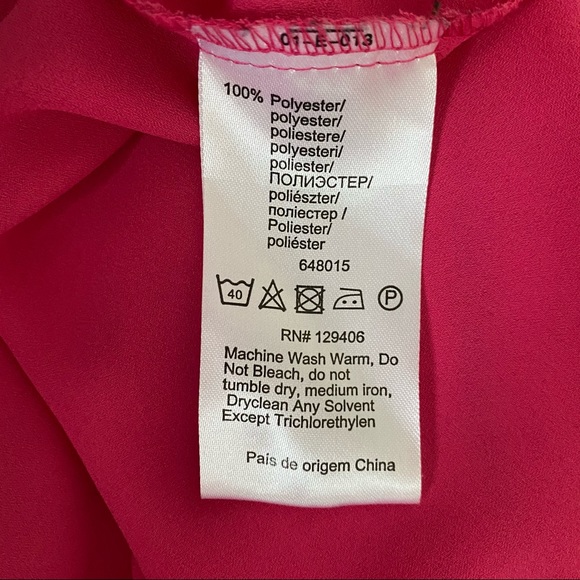 01-E-013
100% Polyester/
polyester/
poliestere/
polyesteri/
poliester/
ПОЛИЭСТЕР/
poliészter/
поліестер /
Poliester/
poliéster
648015
40 P
RN# 129406
Machine Wash Warm, Do
Not Bleach, do not
tumble dry, medium iron,
Dryclean Any Solvent
Except Trichlorethylen
País de origem China